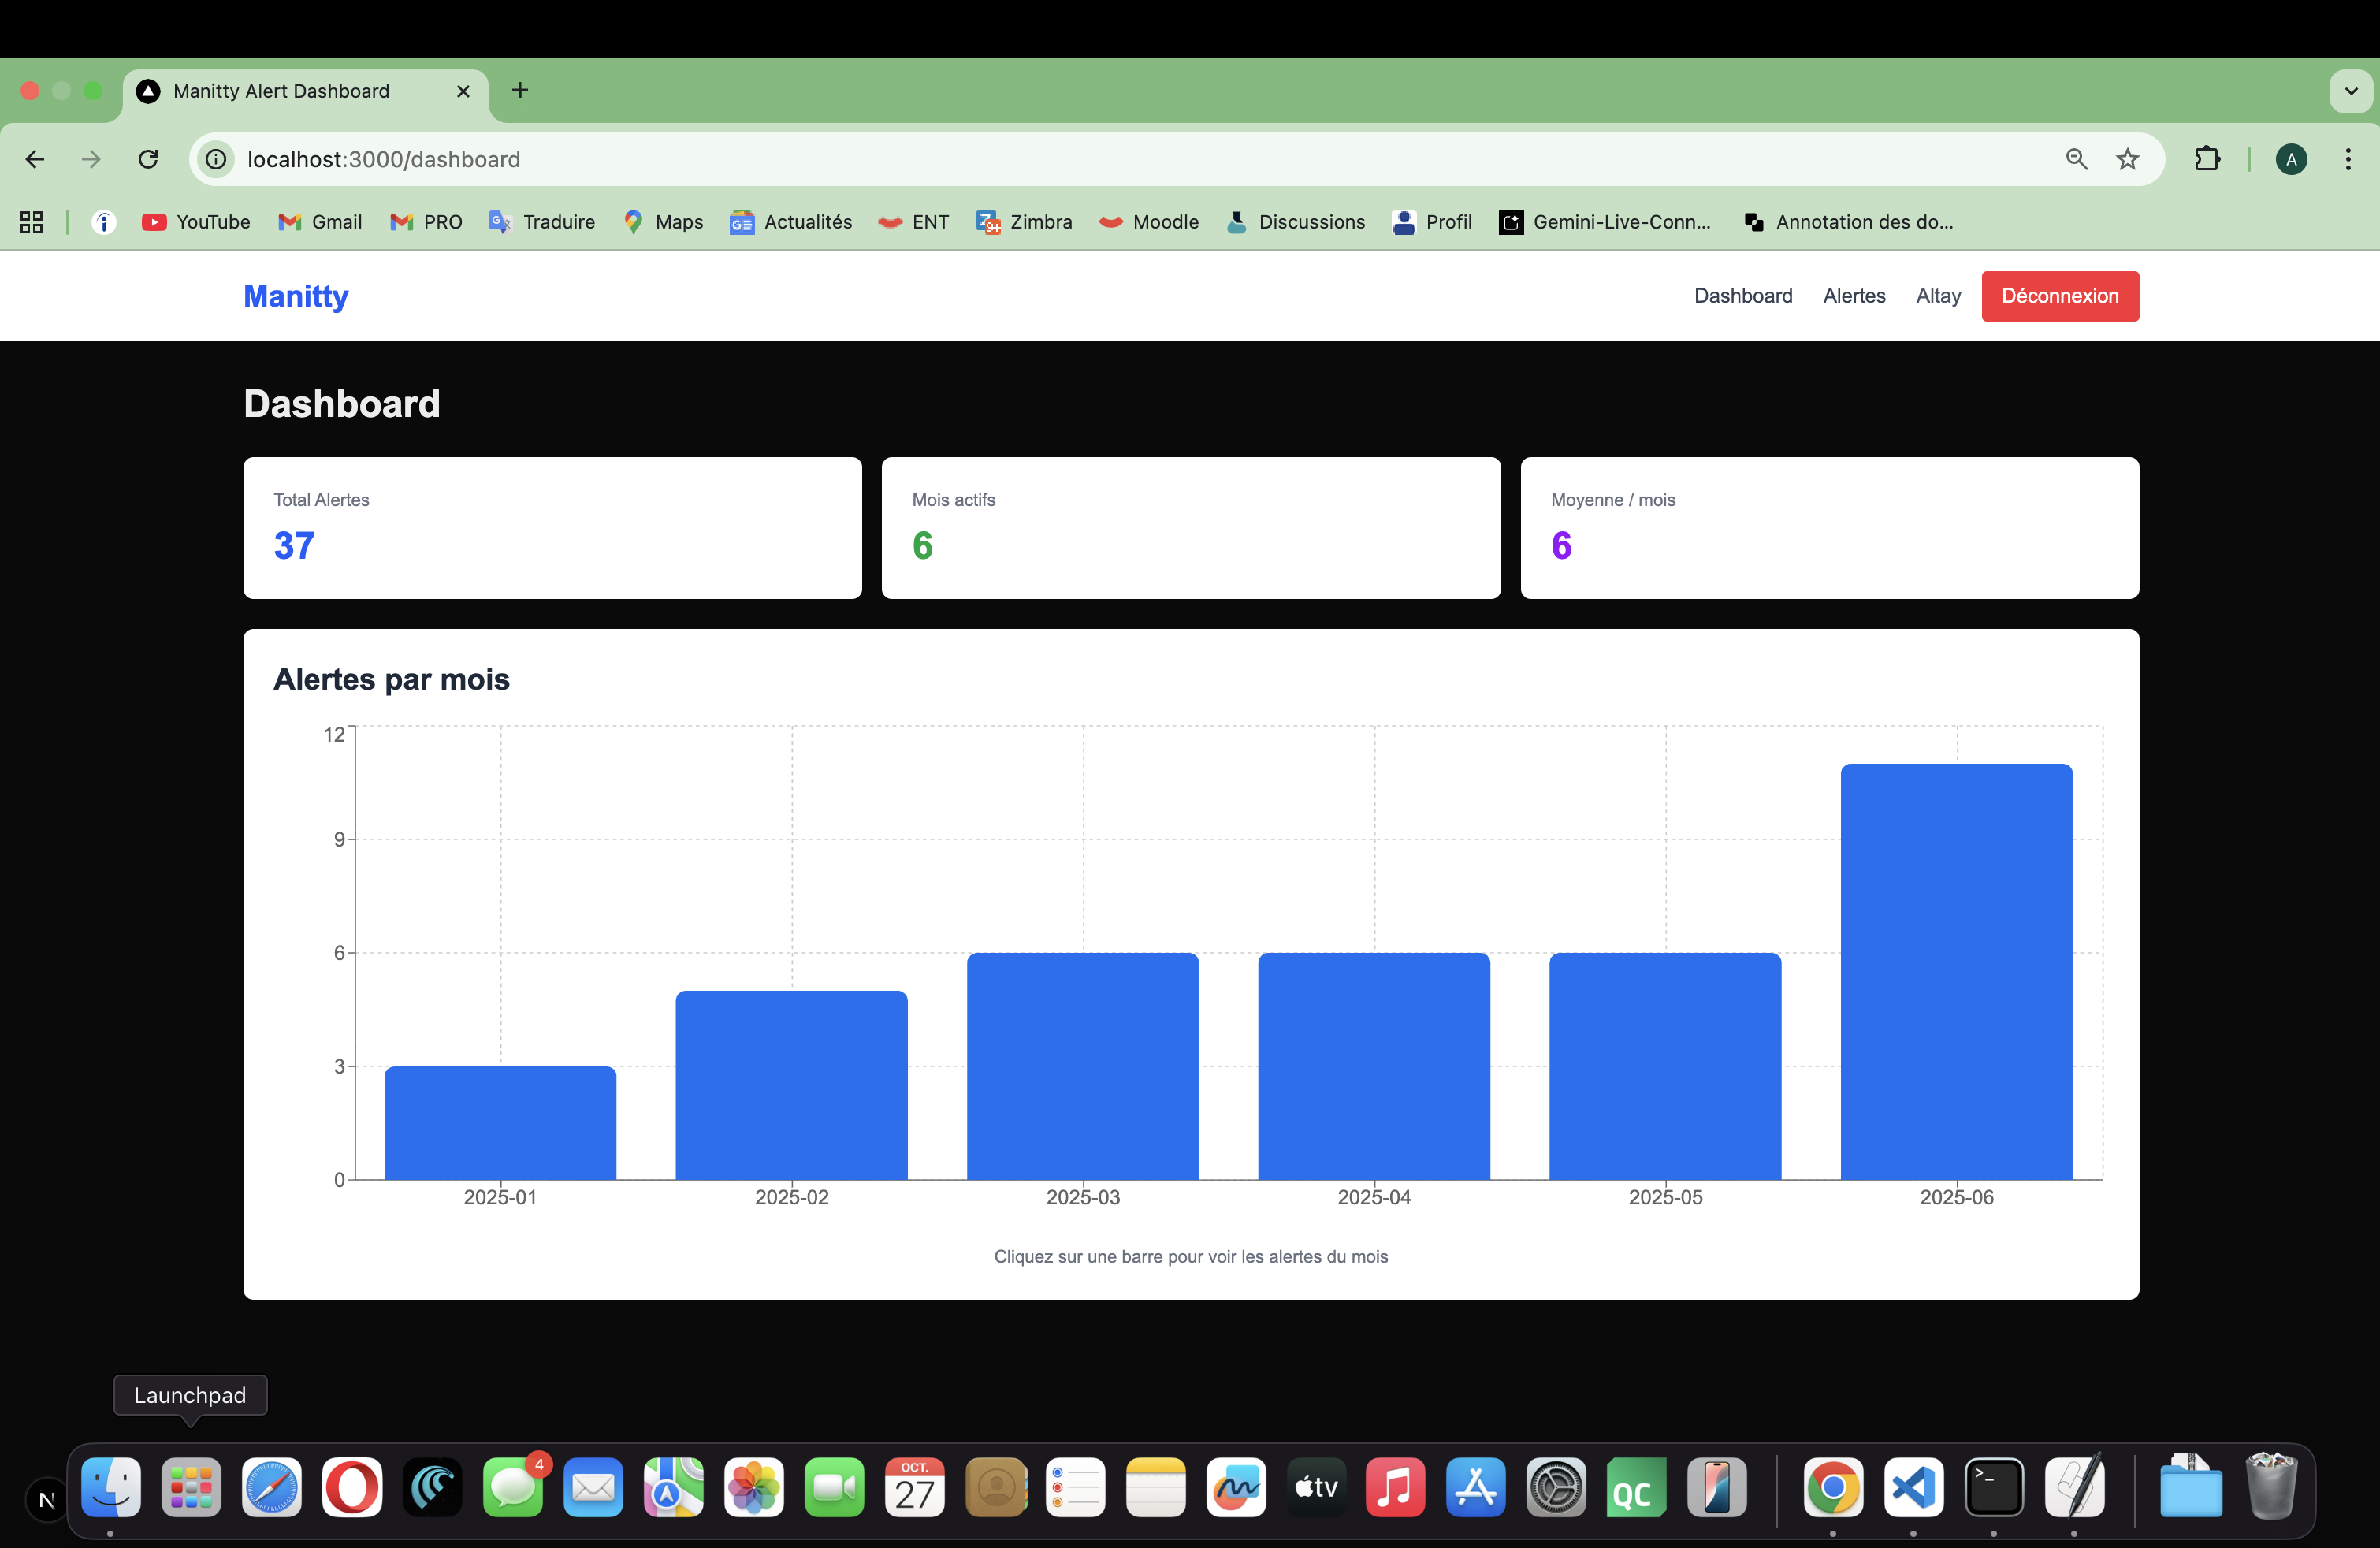 Manitty Alert Dashboard
localhost:3000/dashboard
A
YouTube Gmail PRO Traduire Maps Actualités ENT Zimbra Moodle Discussions Profil Gemini-Live-Conn... Annotation des do...
Manitty
Dashboard Alertes Altay Déconnexion
Dashboard
Total Alertes
37
Mois actifs
6
Moyenne / mois
6
Alertes par mois
12
9
6
3
0
2025-01 2025-02 2025-03 2025-04 2025-05 2025-06
Cliquez sur une barre pour voir les alertes du mois
Launchpad
4
OCT.
27
tv
QC
>_
N